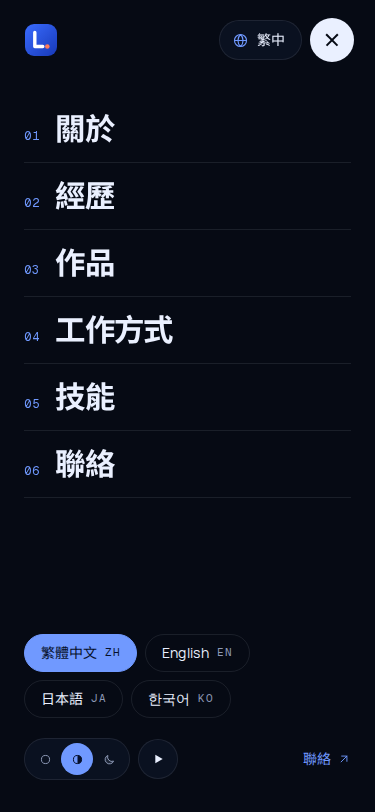 L.
繁中
01 關於
02 經歷
03 作品
04 工作方式
05 技能
06 聯絡
繁體中文 ZH
English EN
日本語 JA
한국어 KO
聯絡